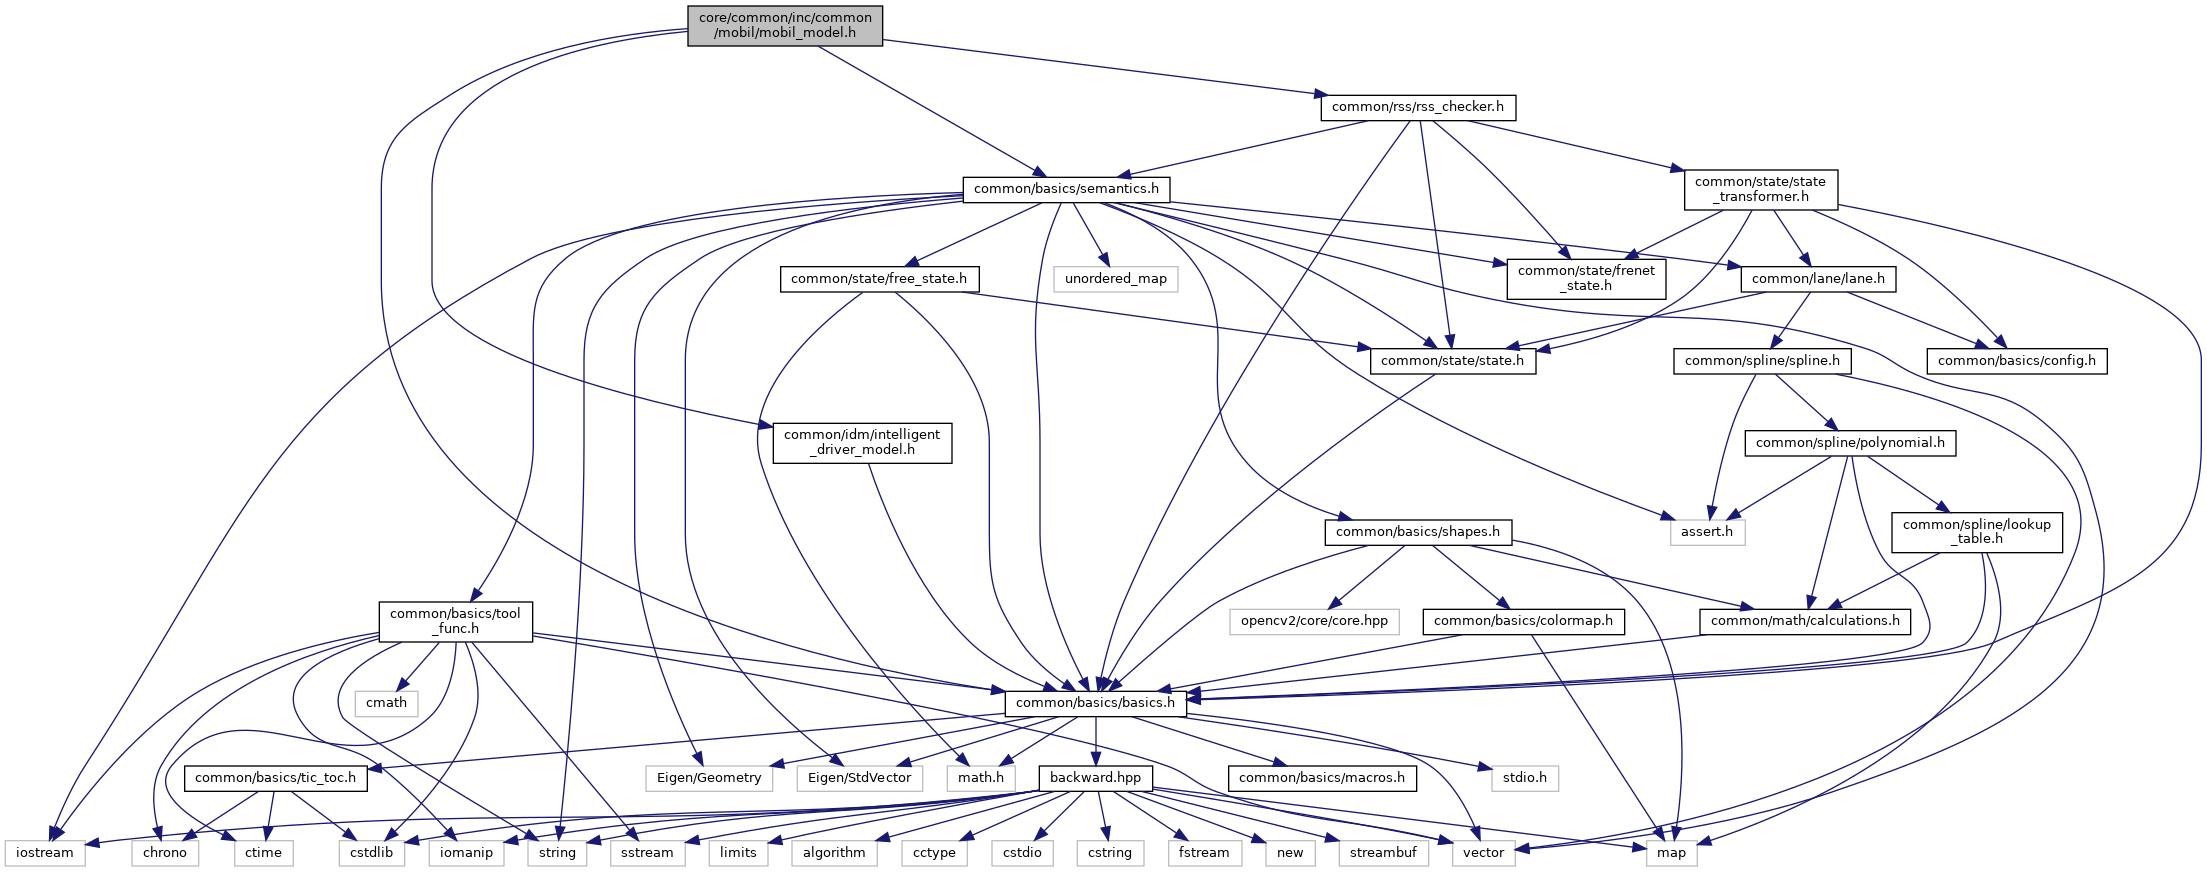 core/common/inc/common
/mobil/mobil_model.h
common/rss/rss_checker.h
common/basics/semantics.h
common/state/state
_transformer.h
common/state/free_state.h
unordered_map
common/state/frenet
_state.h
common/lane/lane.h
common/state/state.h
common/spline/spline.h
common/basics/config.h
common/idm/intelligent
_driver_model.h
common/spline/polynomial.h
common/basics/shapes.h
assert.h
common/spline/lookup
_table.h
common/basics/tool
_func.h
opencv2/core/core.hpp
common/basics/colormap.h
common/math/calculations.h
cmath
common/basics/basics.h
common/basics/tic_toc.h
Eigen/Geometry
Eigen/StdVector
math.h
backward.hpp
common/basics/macros.h
stdio.h
iostream
chrono
ctime
cstdlib
iomanip
string
sstream
limits
algorithm
cctype
cstdio
cstring
fstream
new
streambuf
vector
map